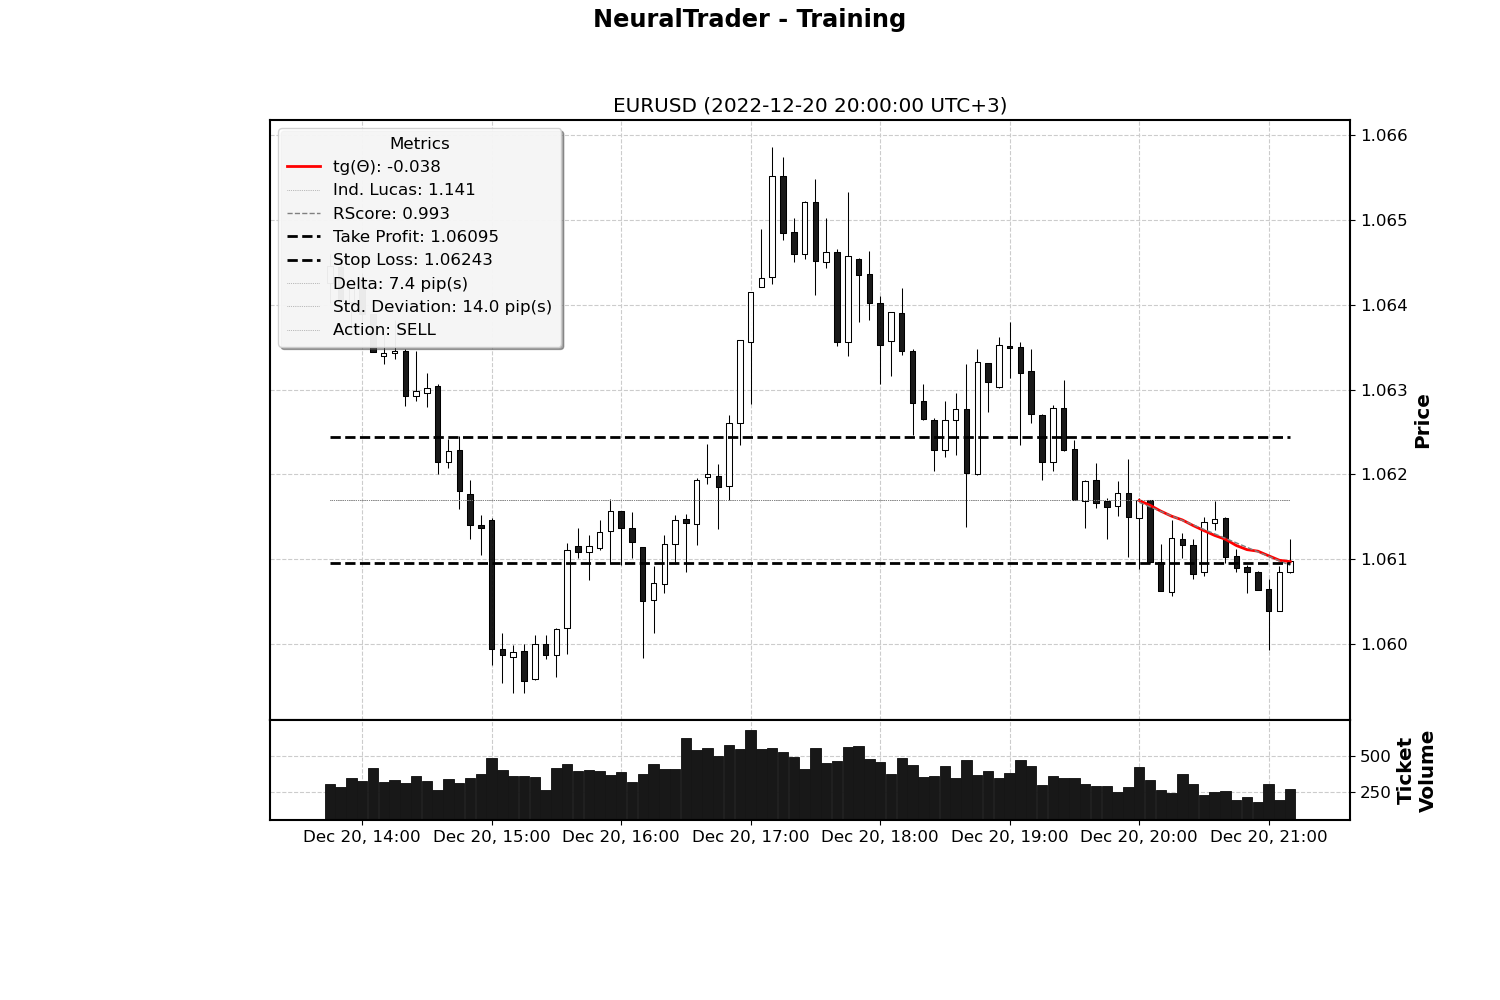 NeuralTrader - Training
EURUSD (2022-12-20 20:00:00 UTC+3)
Metrics
tg(Θ): -0.038
Ind. Lucas: 1.141
RScore: 0.993
Take Profit: 1.06095
Stop Loss: 1.06243
Delta: 7.4 pip(s)
Std. Deviation: 14.0 pip(s)
Action: SELL
1.066
1.065
1.064
1.063
1.062
1.061
1.060
Price
500
250
Ticket
Volume
Dec 20, 14:00 Dec 20, 15:00 Dec 20, 16:00 Dec 20, 17:00 Dec 20, 18:00 Dec 20, 19:00 Dec 20, 20:00 Dec 20, 21:00